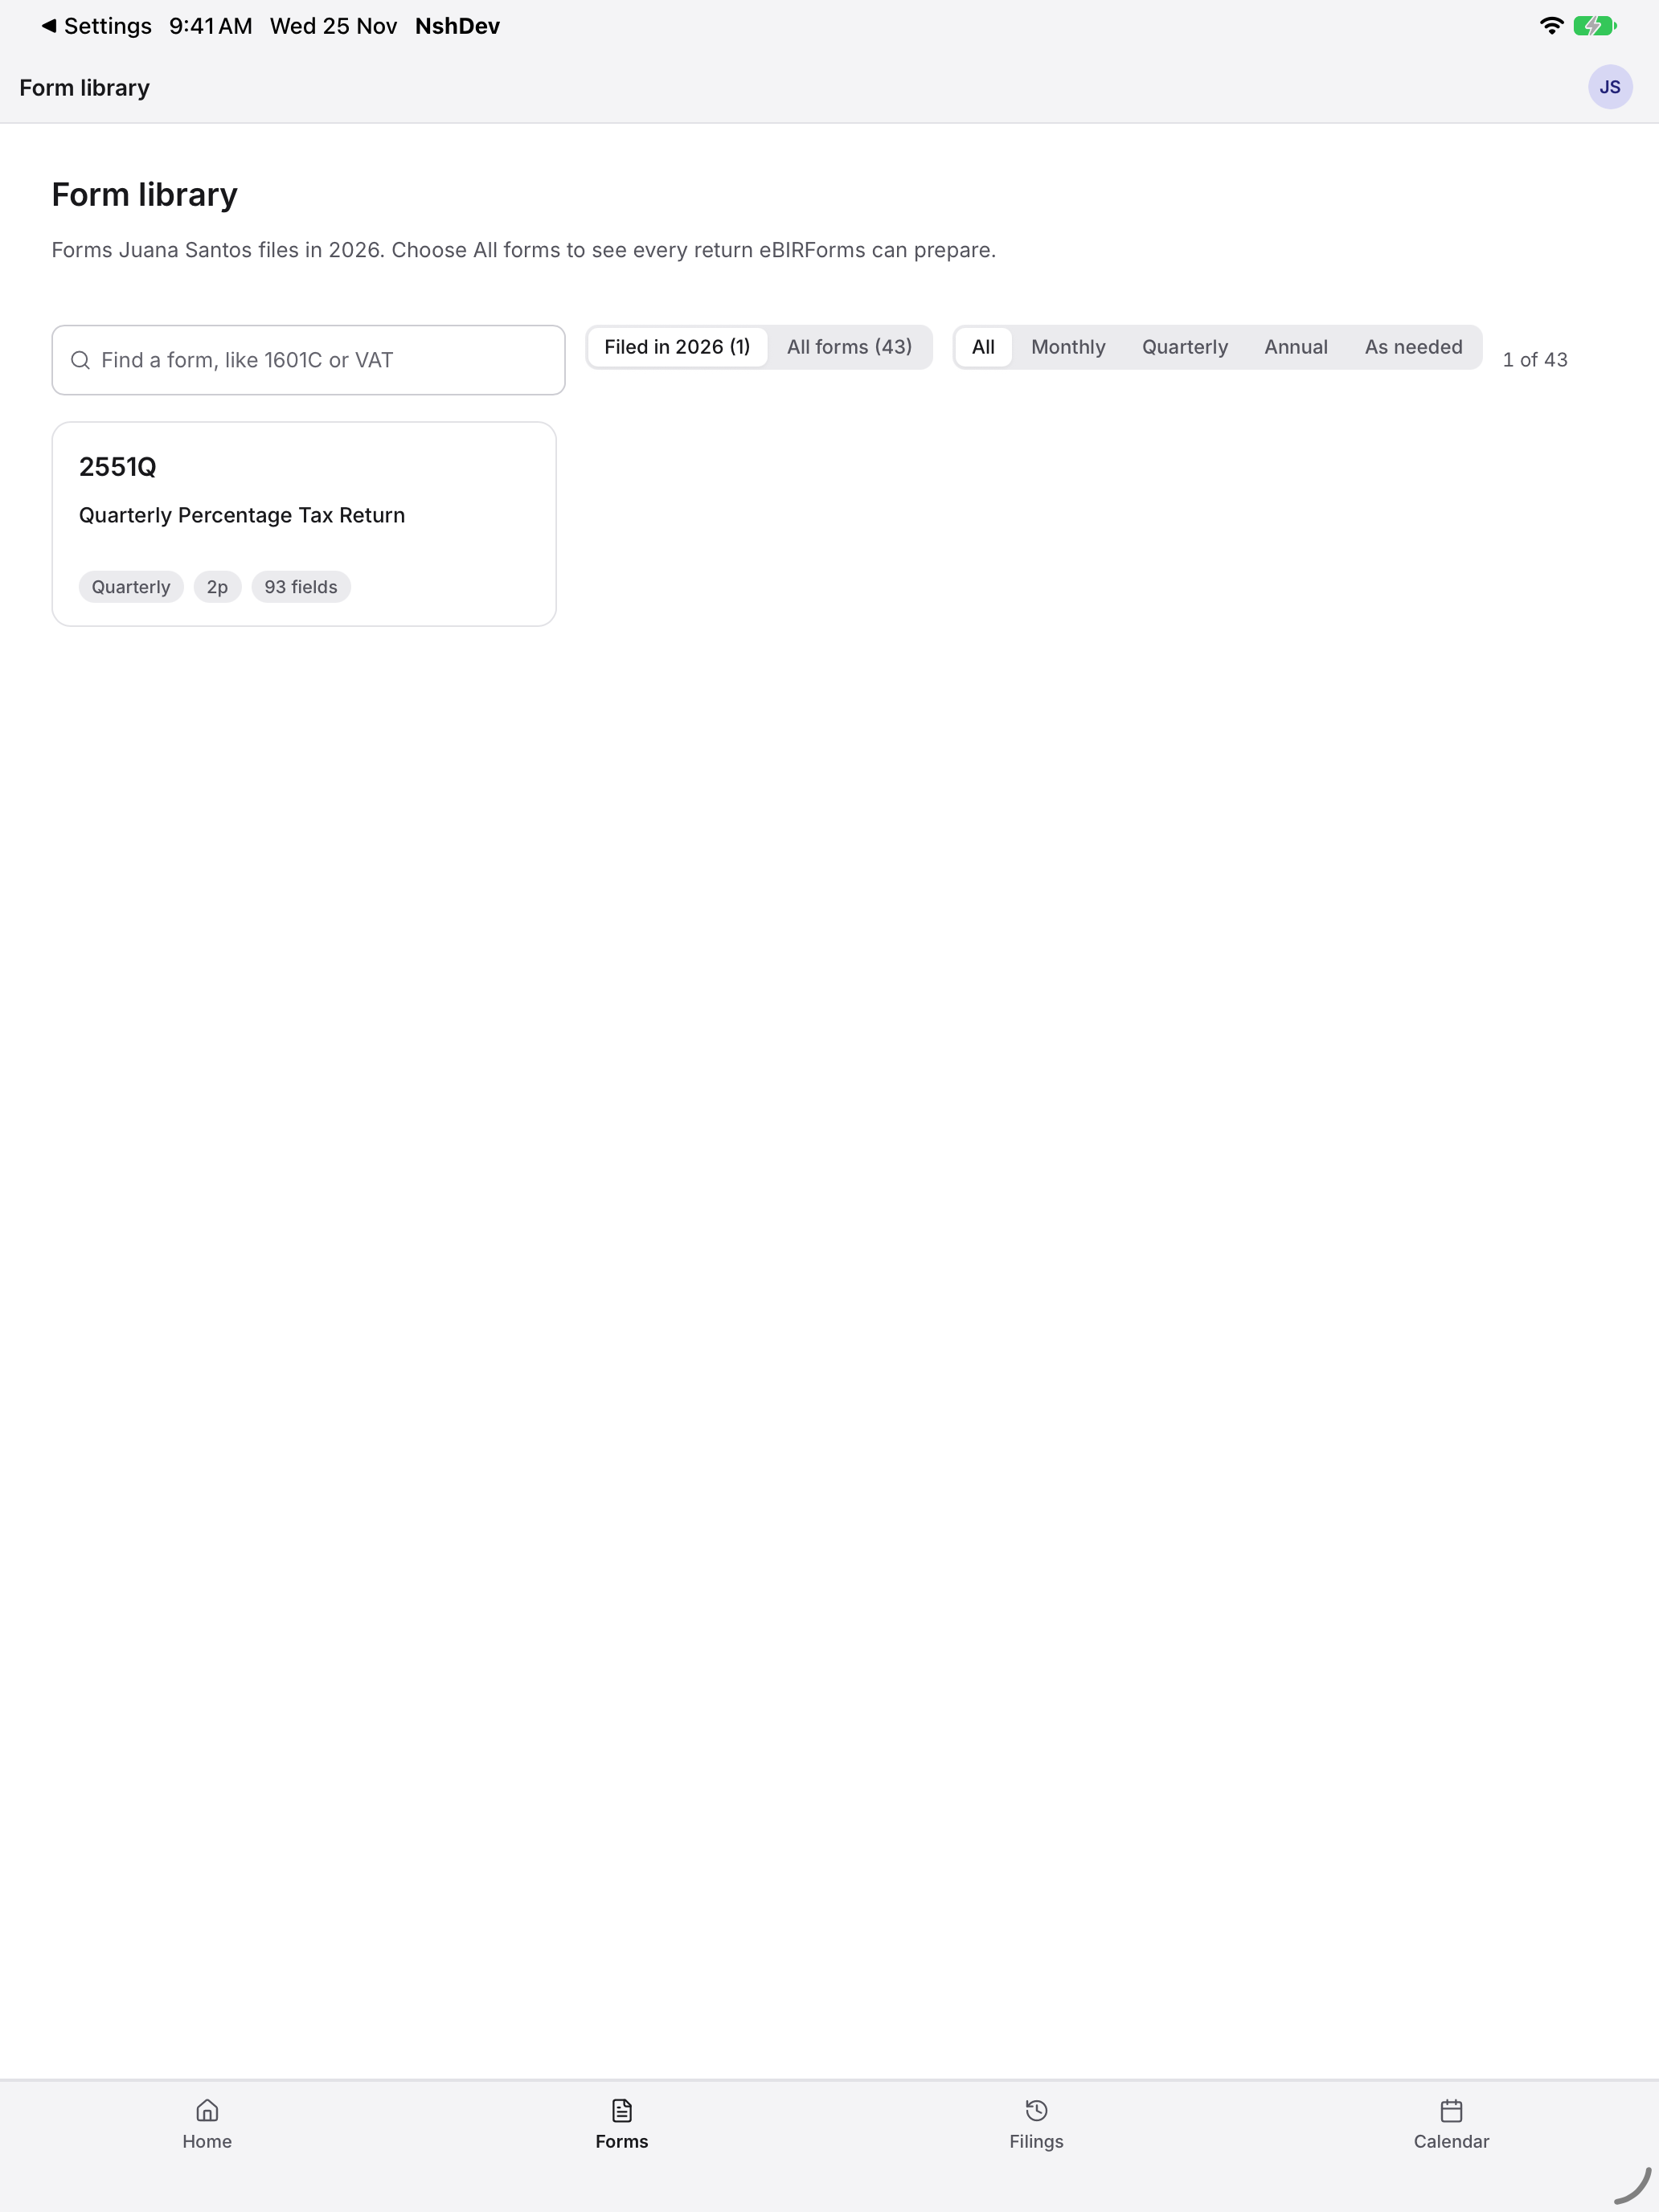 ◀ Settings 9:41 AM Wed 25 Nov NshDev
Form library JS
Form library
Forms Juana Santos files in 2026. Choose All forms to see every return eBIRForms can prepare.
Find a form, like 1601C or VAT Filed in 2026 (1) All forms (43) All Monthly Quarterly Annual As needed 1 of 43
2551Q
Quarterly Percentage Tax Return
Quarterly 2p 93 fields
Home Forms Filings Calendar